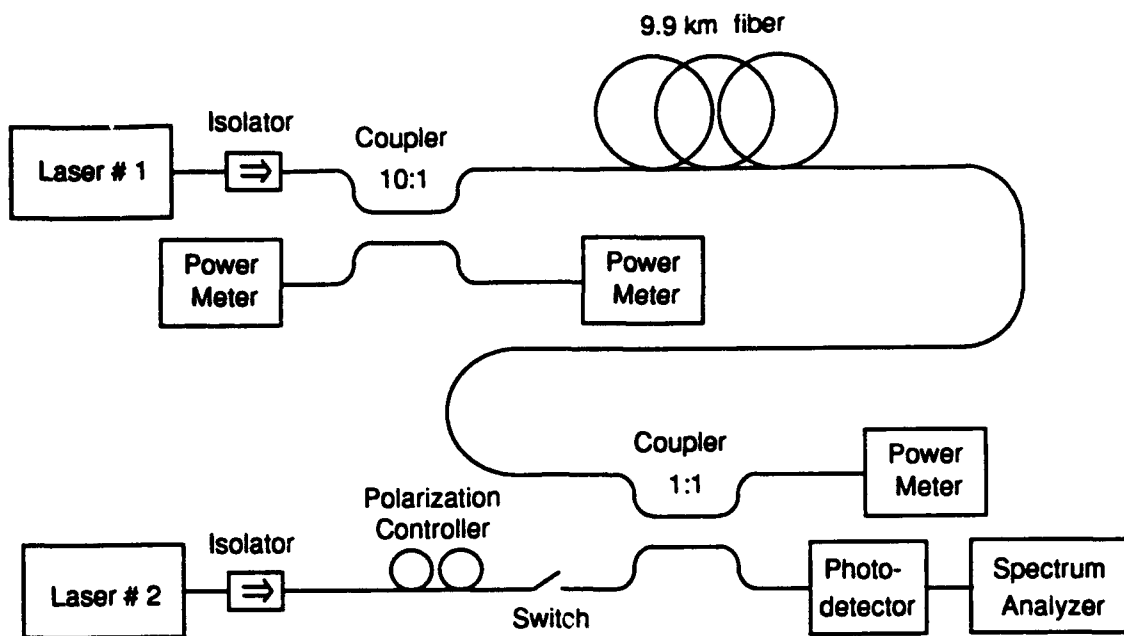 9.9 km fiber
Isolator
Coupler
10:1
Laser # 1
Power
Meter
Power
Meter
Coupler
1:1
Power
Meter
Polarization
Controller
Isolator
Laser # 2
Switch
Photo-
detector
Spectrum
Analyzer